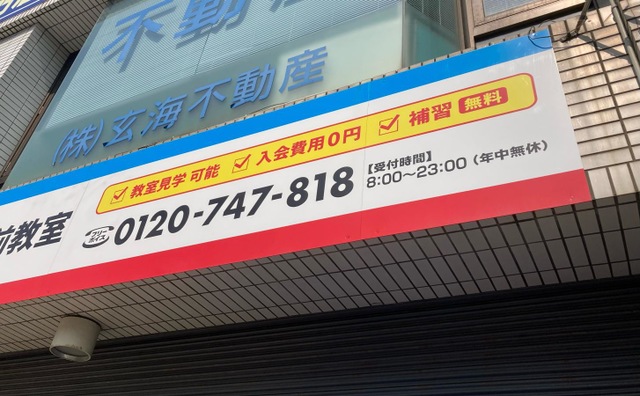 不動産
(株)玄海不動産
教室見学 可能 入会費用0円 補習 無料
前教室
フリーボイス 0120-747-818
【受付時間】
8:00～23:00 (年中無休)